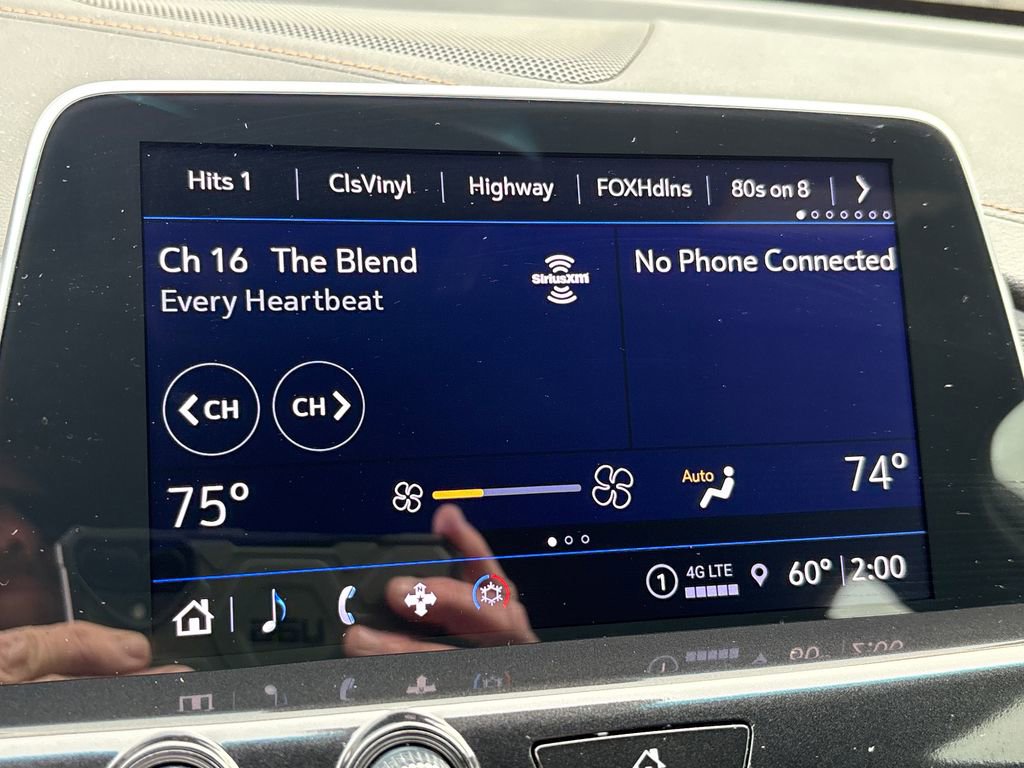 Hits 1 | ClsVinyl | Highway | FOXHdlns | 80s on 8 |
Ch 16 The Blend
Every Heartbeat
SiriusXM
No Phone Connected
CH CH
75° Auto 74°
N
1 4G LTE 60° 2:00